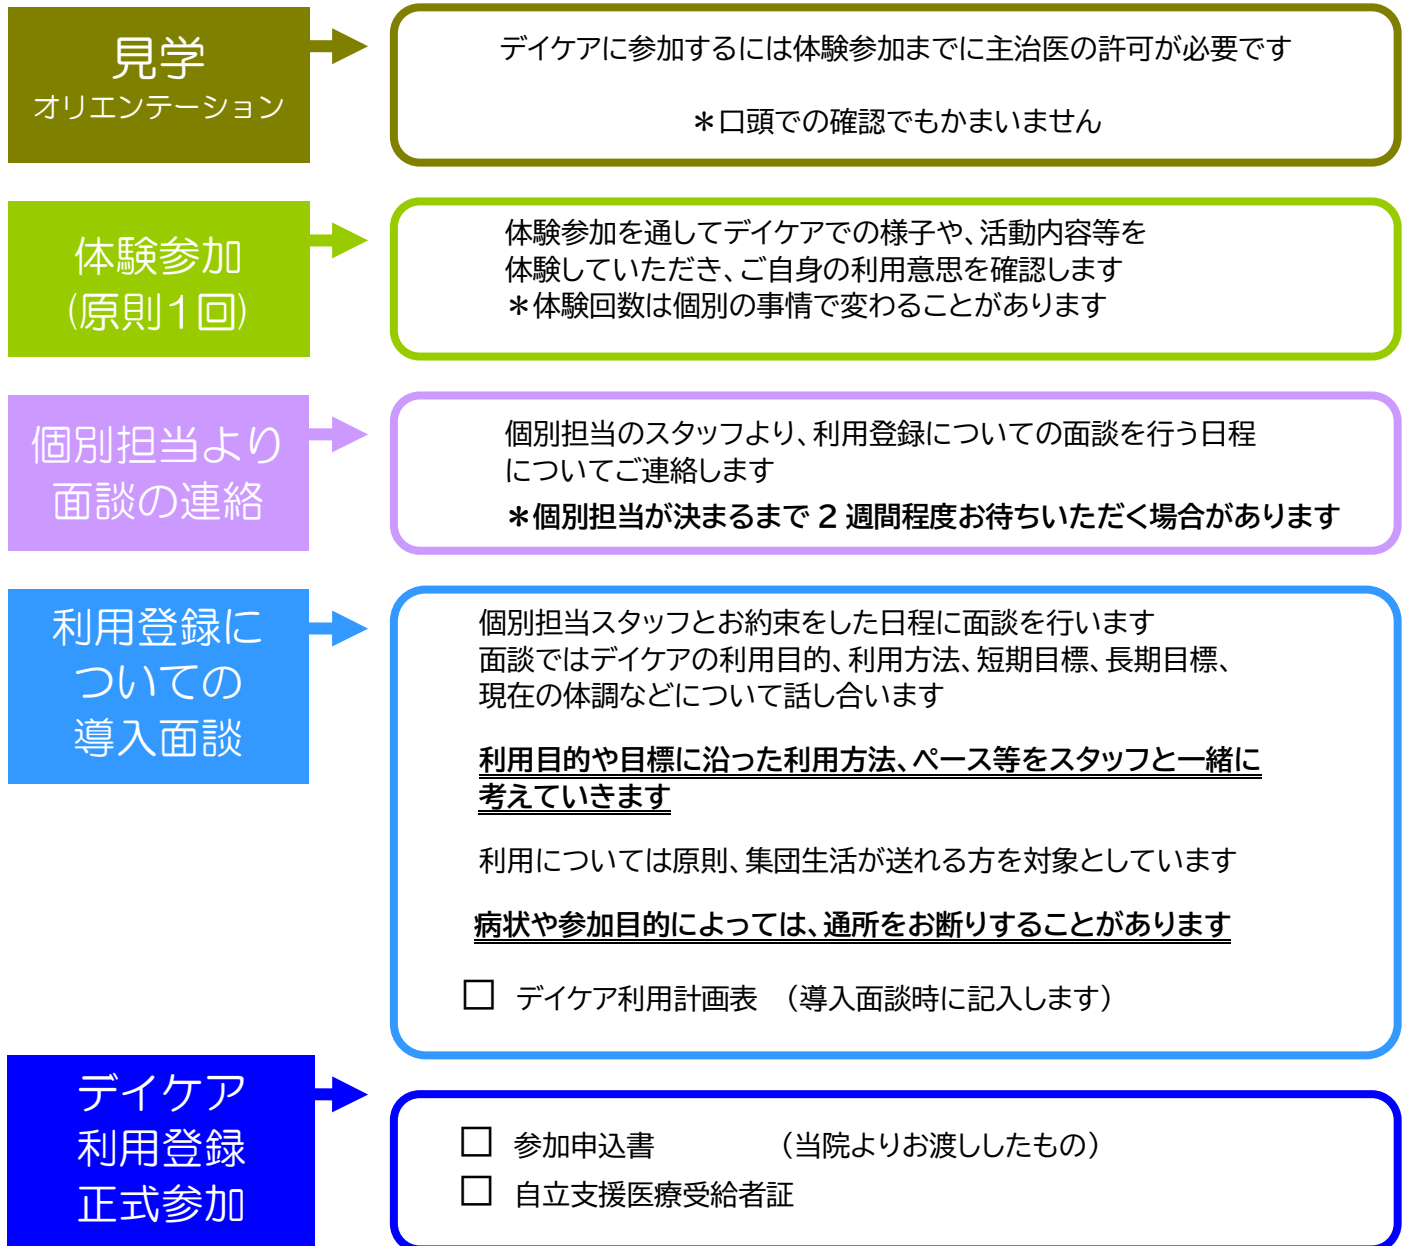 見学
オリエンテーション
デイケアに参加するには体験参加までに主治医の許可が必要です
＊口頭での確認でもかまいません
体験参加
(原則１回)
体験参加を通してデイケアでの様子や、活動内容等を
体験していただき、ご自身の利用意思を確認します
＊体験回数は個別の事情で変わることがあります
個別担当より
面談の連絡
個別担当のスタッフより、利用登録についての面談を行う日程
についてご連絡します
＊個別担当が決まるまで 2 週間程度お待ちいただく場合があります
利用登録に
ついての
導入面談
個別担当スタッフとお約束をした日程に面談を行います
面談ではデイケアの利用目的、利用方法、短期目標、長期目標、
現在の体調などについて話し合います
利用目的や目標に沿った利用方法、ペース等をスタッフと一緒に
考えていきます
利用については原則、集団生活が送れる方を対象としています
病状や参加目的によっては、通所をお断りすることがあります
□ デイケア利用計画表 （導入面談時に記入します）
デイケア
利用登録
正式参加
□ 参加申込書 （当院よりお渡ししたもの）
□ 自立支援医療受給者証